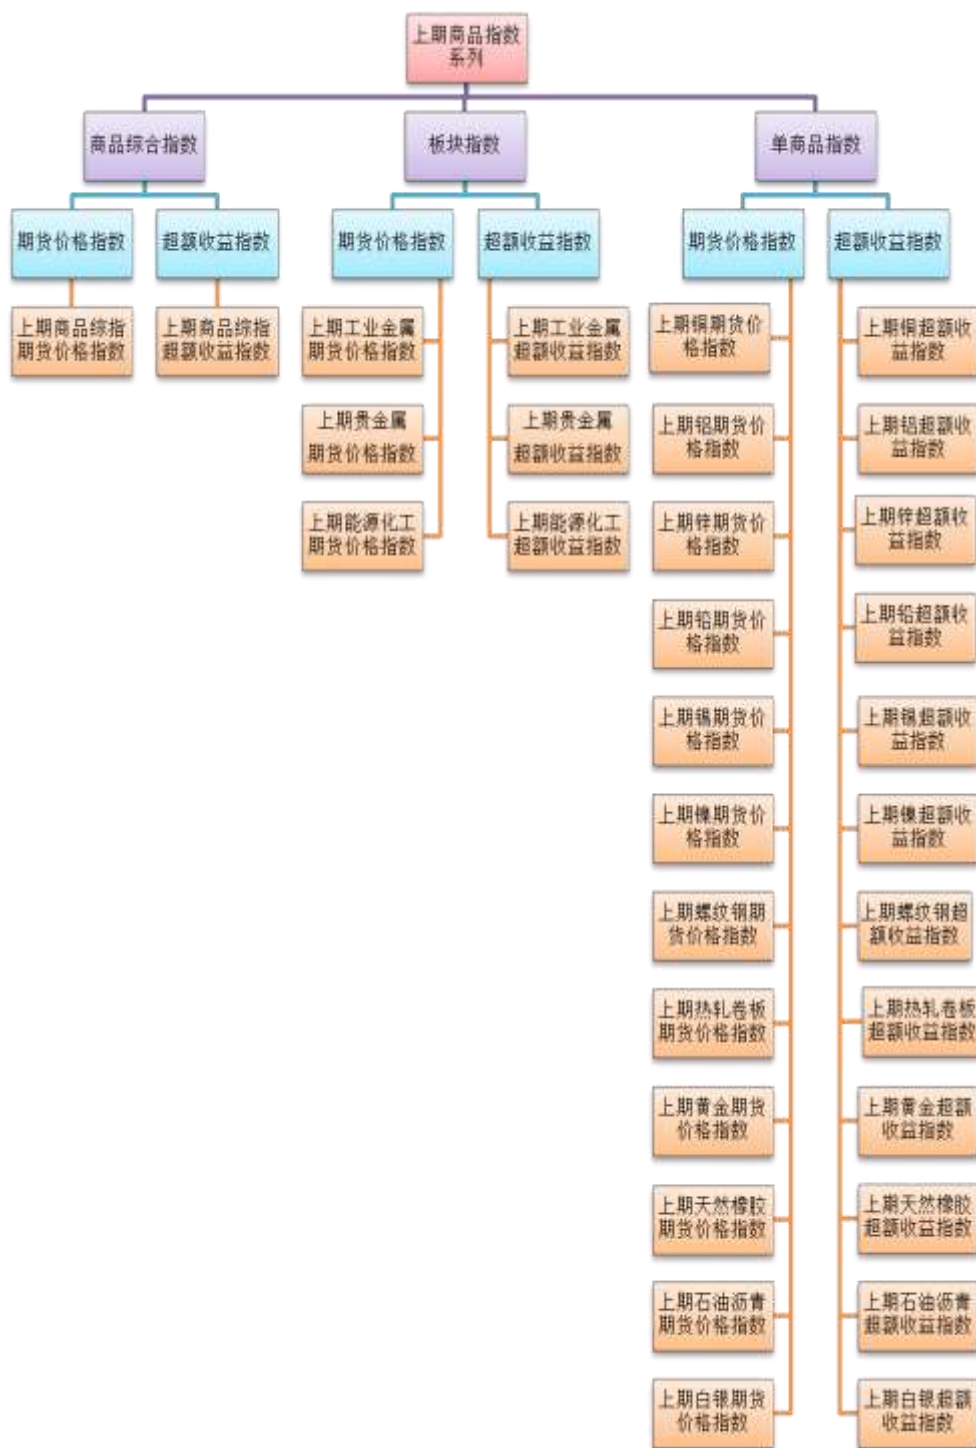 上期商品指数
系列
商品综合指数
板块指数
单商品指数
期货价格指数
超额收益指数
期货价格指数
超额收益指数
期货价格指数
超额收益指数
上期商品综指
期货价格指数
上期商品综指
超额收益指数
上期工业金属
期货价格指数
上期贵金属
期货价格指数
上期能源化工
期货价格指数
上期工业金属
超额收益指数
上期贵金属
超额收益指数
上期能源化工
超额收益指数
上期铜期货价
格指数
上期铝期货价
格指数
上期锌期货价
格指数
上期铅期货价
格指数
上期锡期货价
格指数
上期镍期货价
格指数
上期螺纹钢期
货价格指数
上期热轧卷板
期货价格指数
上期黄金期货
价格指数
上期天然橡胶
期货价格指数
上期石油沥青
期货价格指数
上期白银期货
价格指数
上期铜超额收
益指数
上期铝超额收
益指数
上期锌超额收
益指数
上期铅超额收
益指数
上期锡超额收
益指数
上期镍超额收
益指数
上期螺纹钢超
额收益指数
上期热轧卷板
超额收益指数
上期黄金超额
收益指数
上期天然橡胶
超额收益指数
上期石油沥青
超额收益指数
上期白银超额
收益指数